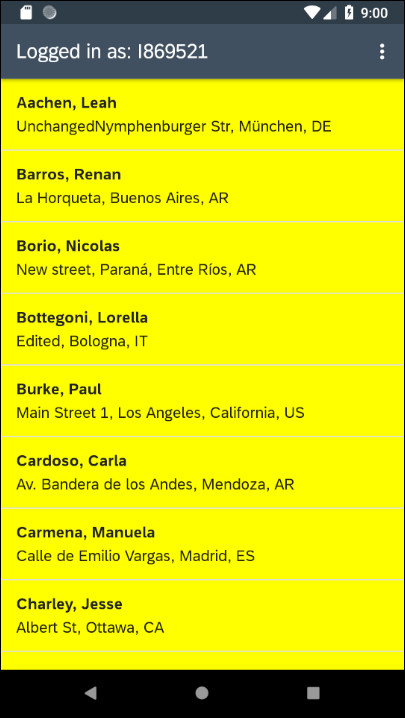 9:00
Logged in as: I869521
Aachen, Leah
UnchangedNymphenburger Str, München, DE
Barros, Renan
La Horqueta, Buenos Aires, AR
Borio, Nicolas
New street, Paraná, Entre Ríos, AR
Bottegoni, Lorella
Edited, Bologna, IT
Burke, Paul
Main Street 1, Los Angeles, California, US
Cardoso, Carla
Av. Bandera de los Andes, Mendoza, AR
Carmena, Manuela
Calle de Emilio Vargas, Madrid, ES
Charley, Jesse
Albert St, Ottawa, CA